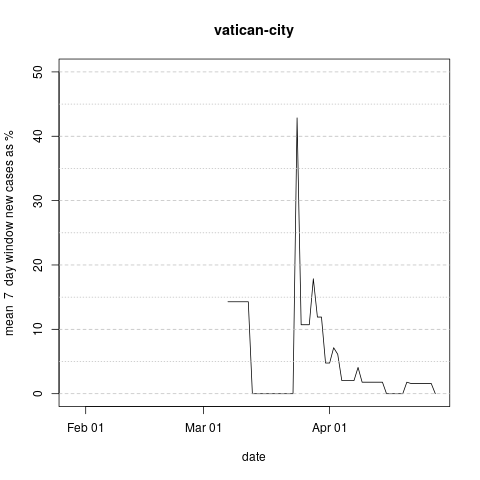 vatican-city
mean  7  day window new cases as %
50
40
30
20
10
0
Feb 01
Mar 01
Apr 01
date